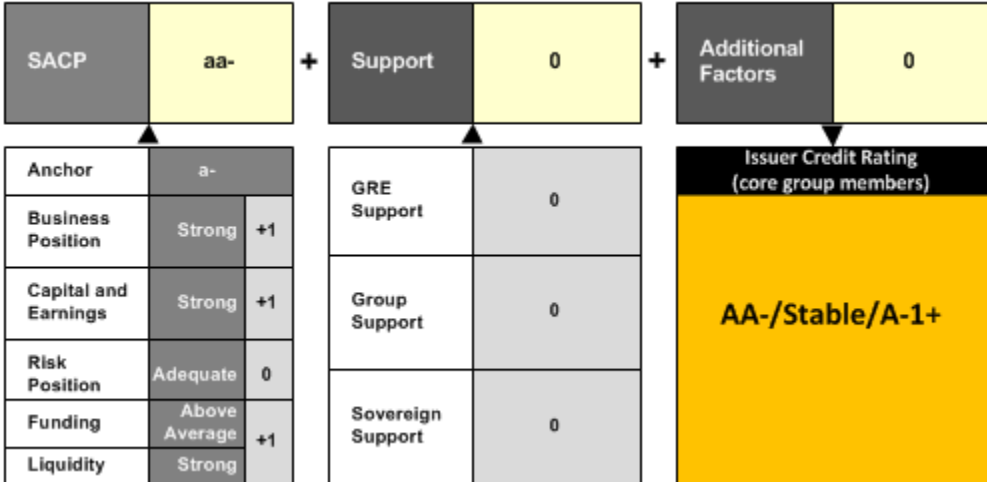 SACP
aa-
+
Support
0
+
Additional
Factors
0
Anchor
a-
Business
Position
Strong
+1
Capital and
Earnings
Strong
+1
Risk
Position
Adequate
0
Funding
Above
Average
+1
Liquidity
Strong
GRE
Support
0
Group
Support
0
Sovereign
Support
0
Issuer Credit Rating
(core group members)
AA-/Stable/A-1+